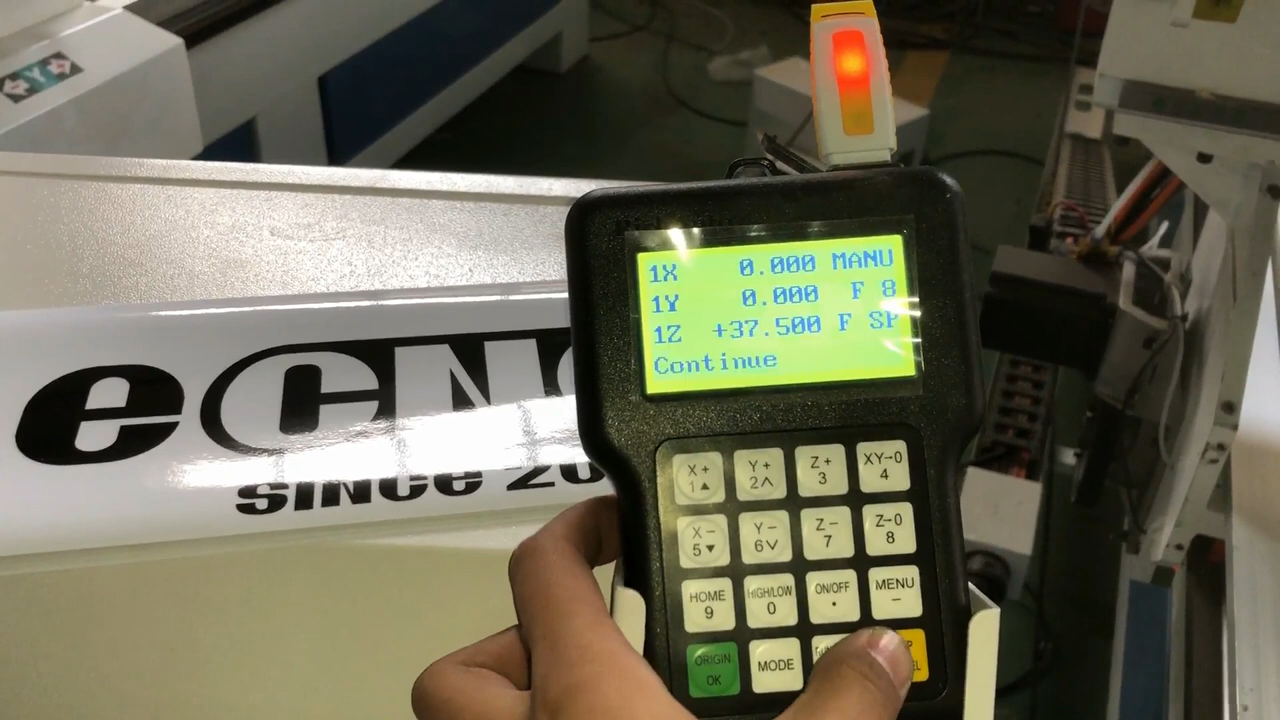 Y
eCNC
SINCE 20
1X 0.000 MANU
1Y 0.000 F 8
1Z +37.500 F SP
Continue
X+ 1▲
Y+ 2∧
Z+ 3
XY-0 4
X- 5▼
Y- 6∨
Z- 7
Z-0 8
HOME 9
HIGH/LOW 0
ON/OFF •
MENU –
ORIGIN OK
MODE